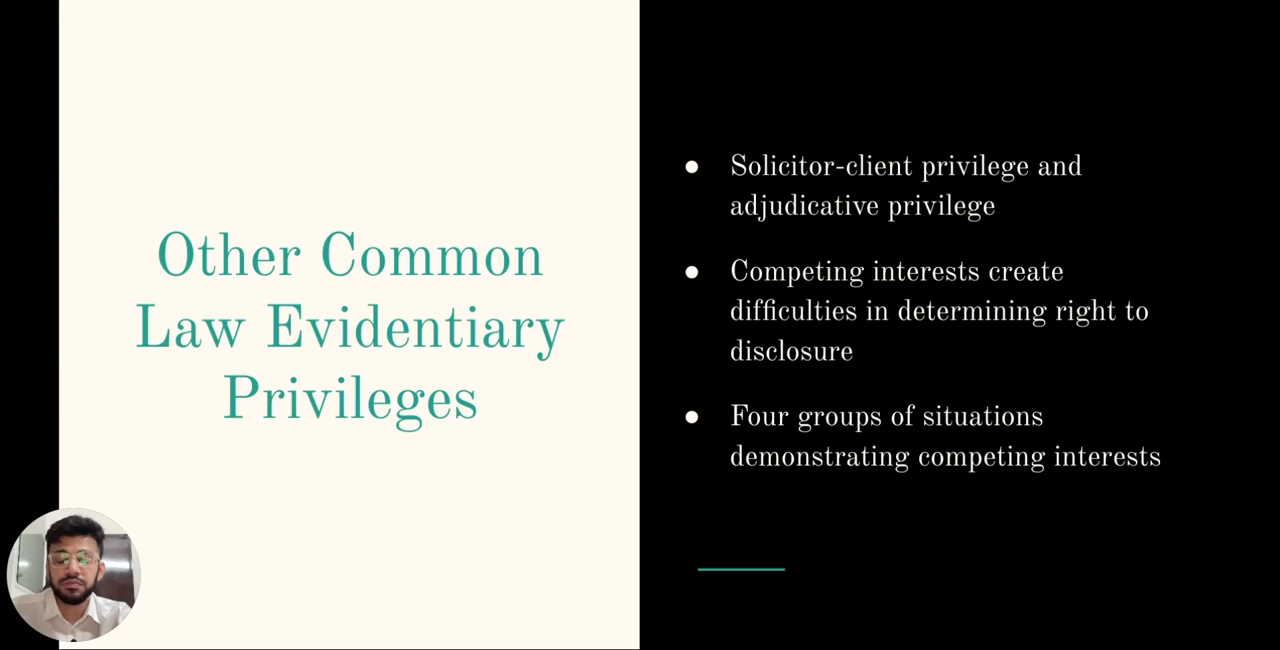 Other Common
Law Evidentiary
Privileges
● Solicitor-client privilege and
adjudicative privilege
● Competing interests create
difficulties in determining right to
disclosure
● Four groups of situations
demonstrating competing interests